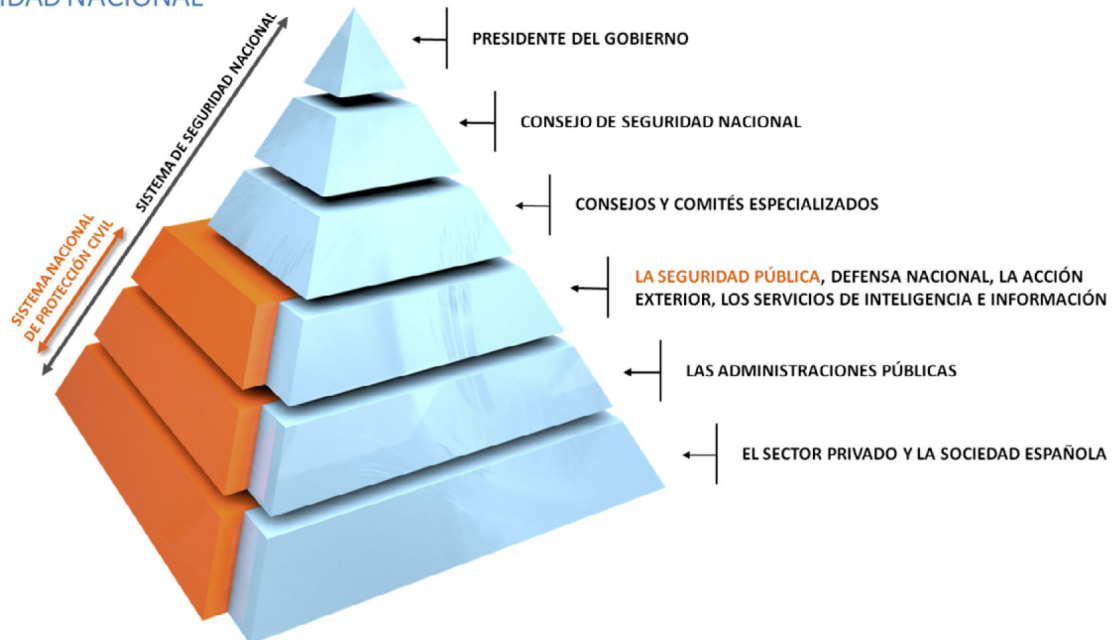 IDAD NACIONAL
PRESIDENTE DEL GOBIERNO
CONSEJO DE SEGURIDAD NACIONAL
CONSEJOS Y COMITÉS ESPECIALIZADOS
LA SEGURIDAD PÚBLICA, DEFENSA NACIONAL, LA ACCIÓN
EXTERIOR, LOS SERVICIOS DE INTELIGENCIA E INFORMACIÓN
LAS ADMINISTRACIONES PÚBLICAS
EL SECTOR PRIVADO Y LA SOCIEDAD ESPAÑOLA
SISTEMA DE SEGURIDAD NACIONAL
SISTEMA NACIONAL
DE PROTECCIÓN CIVIL